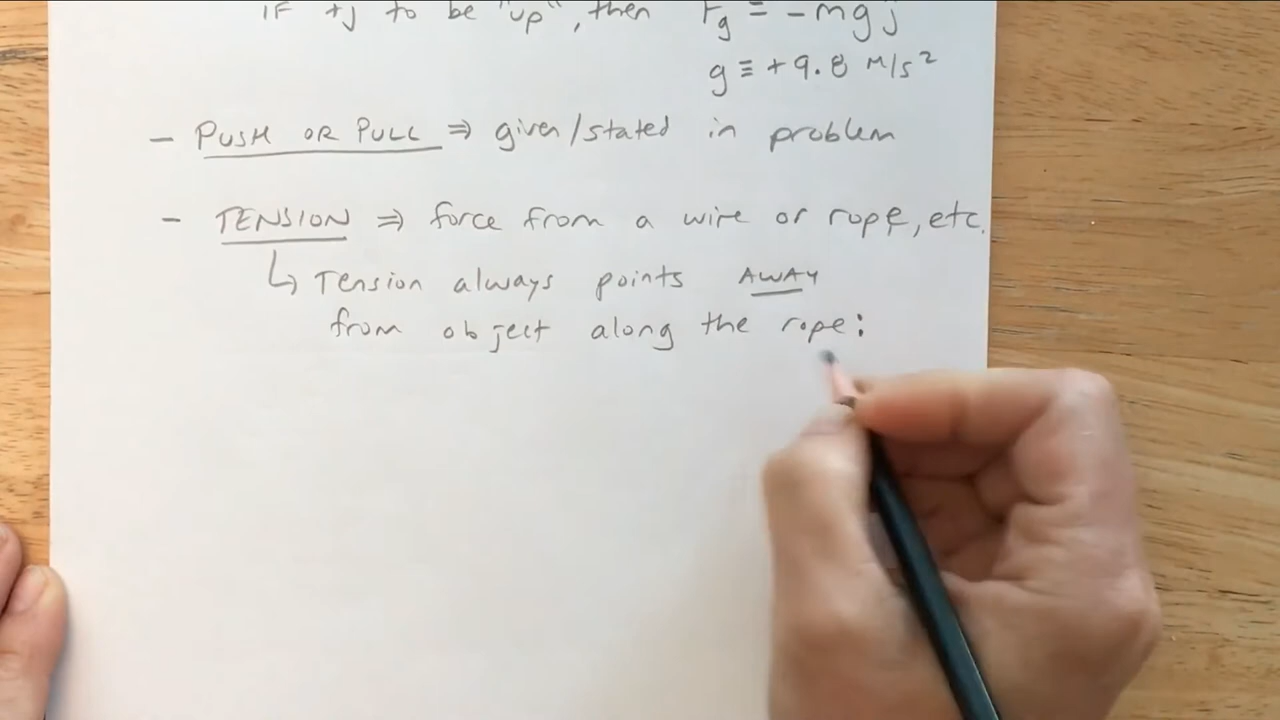 if +j to be "up", then Fg = -mgj
g ≡ +9.8 m/s²
- PUSH OR PULL ⇒ given/stated in problem
- TENSION ⇒ force from a wire or rope, etc.
↳ Tension always points AWAY
from object along the rope: